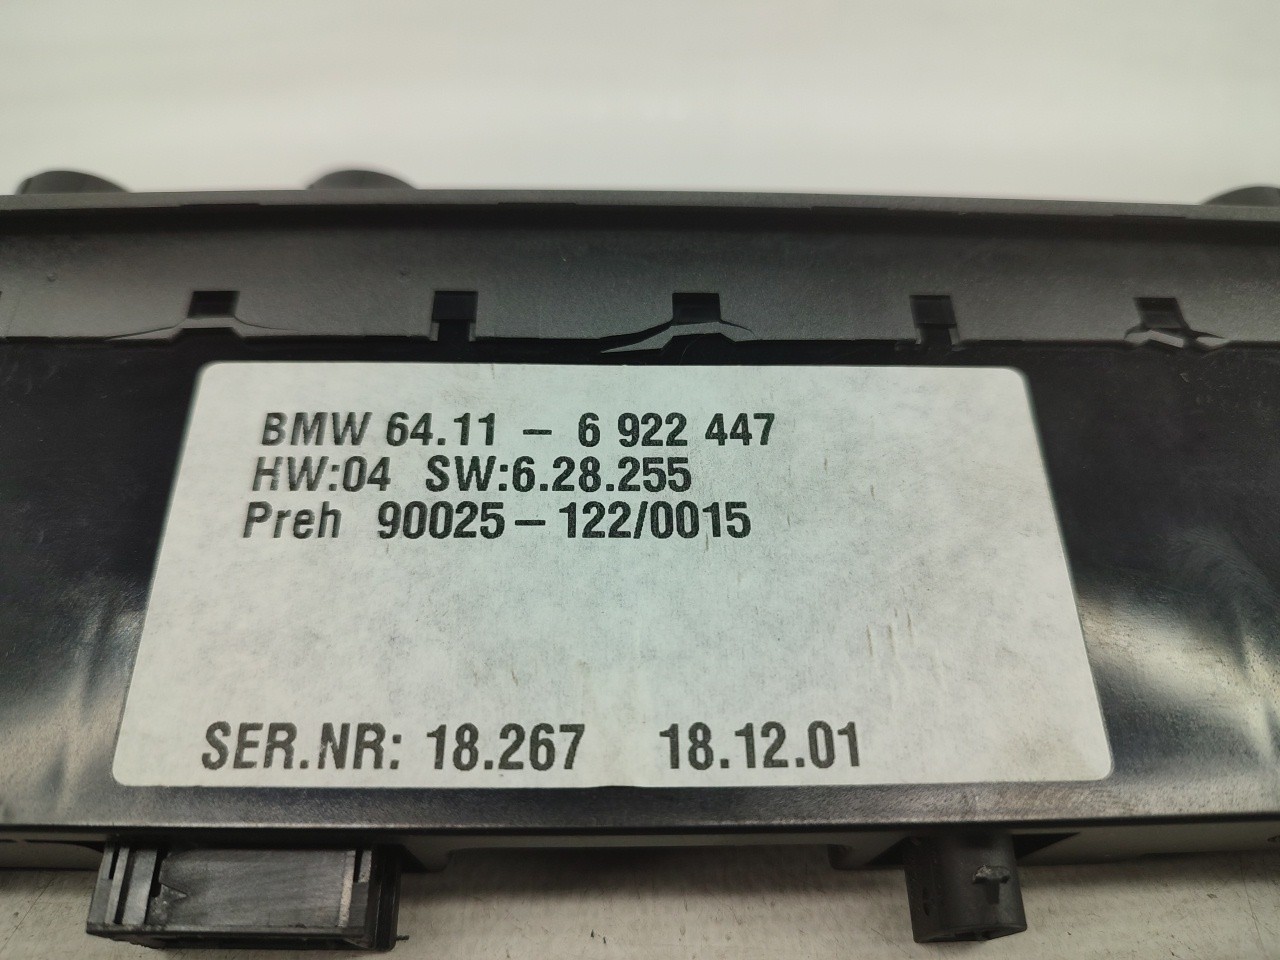 BMW 64.11 – 6 922 447
HW:04 SW:6.28.255
Preh 90025–122/0015
SER.NR: 18.267 18.12.01